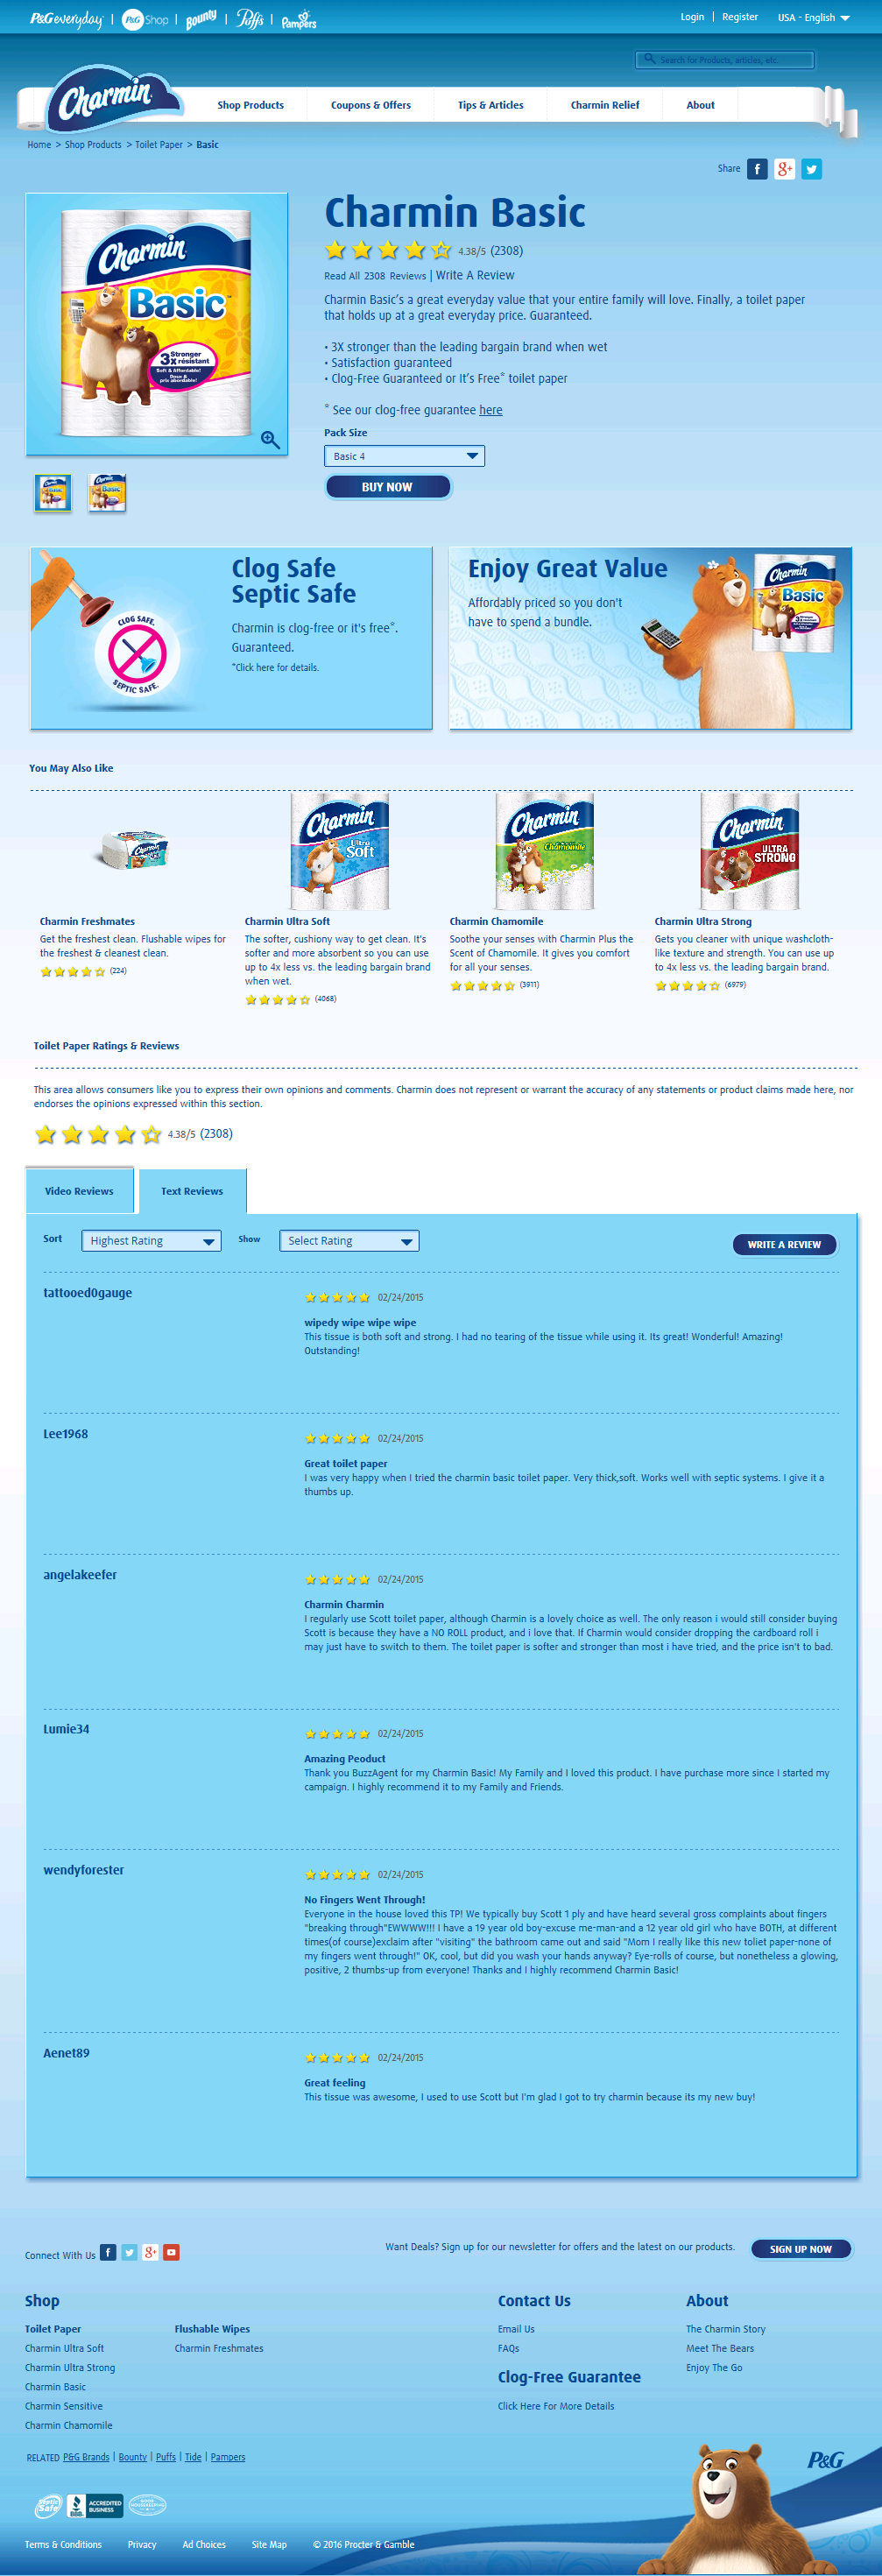 P&G everyday | P&G Shop | Bounty | Puffs | Pampers
Login | Register USA - English
Search for Products, articles, etc.
Charmin
Shop Products Coupons & Offers Tips & Articles Charmin Relief About
Home > Shop Products > Toilet Paper > Basic
Share f g+
Charmin
Basic™
3x Stronger résistant
Soft & Affordable!
Doux & prix abordable!
Charmin Basic
4.38/5 (2308)
Read All 2308 Reviews | Write A Review
Charmin Basic’s a great everyday value that your entire family will love. Finally, a toilet paper
that holds up at a great everyday price. Guaranteed.
• 3X stronger than the leading bargain brand when wet
• Satisfaction guaranteed
• Clog-Free Guaranteed or It’s Free* toilet paper
* See our clog-free guarantee here
Pack Size
Basic 4
BUY NOW
CLOG SAFE.
SEPTIC SAFE.
Clog Safe
Septic Safe
Charmin is clog-free or it's free*.
Guaranteed.
*Click here for details.
Enjoy Great Value
Affordably priced so you don't
have to spend a bundle.
Charmin
Basic
You May Also Like
Charmin
Charmin Ultra Soft
Charmin Chamomile
Charmin ULTRA STRONG
Charmin Freshmates
Get the freshest clean. Flushable wipes for
the freshest & cleanest clean.
(224)
Charmin Ultra Soft
The softer, cushiony way to get clean. It's
softer and more absorbent so you can use
up to 4x less vs. the leading bargain brand
when wet.
(4068)
Charmin Chamomile
Soothe your senses with Charmin Plus the
Scent of Chamomile. It gives you comfort
for all your senses.
(3911)
Charmin Ultra Strong
Gets you cleaner with unique washcloth-
like texture and strength. You can use up
to 4x less vs. the leading bargain brand.
(6979)
Toilet Paper Ratings & Reviews
This area allows consumers like you to express their own opinions and comments. Charmin does not represent or warrant the accuracy of any statements or product claims made here, nor
endorses the opinions expressed within this section.
4.38/5 (2308)
Video Reviews Text Reviews
Sort Highest Rating Show Select Rating WRITE A REVIEW
tattooed0gauge
02/24/2015
wipedy wipe wipe wipe
This tissue is both soft and strong. I had no tearing of the tissue while using it. Its great! Wonderful! Amazing!
Outstanding!
Lee1968
02/24/2015
Great toilet paper
I was very happy when I tried the charmin basic toilet paper. Very thick,soft. Works well with septic systems. I give it a
thumbs up.
angelakeefer
02/24/2015
Charmin Charmin
I regularly use Scott toilet paper, although Charmin is a lovely choice as well. The only reason i would still consider buying
Scott is because they have a NO ROLL product, and i love that. If Charmin would consider dropping the cardboard roll i
may just have to switch to them. The toilet paper is softer and stronger than most i have tried, and the price isn't to bad.
Lumie34
02/24/2015
Amazing Peoduct
Thank you BuzzAgent for my Charmin Basic! My Family and I loved this product. I have purchase more since I started my
campaign. I highly recommend it to my Family and Friends.
wendyforester
02/24/2015
No Fingers Went Through!
Everyone in the house loved this TP! We typically buy Scott 1 ply and have heard several gross complaints about fingers
"breaking through"EWWWW!!! I have a 19 year old boy-excuse me-man-and a 12 year old girl who have BOTH, at different
times(of course)exclaim after "visiting" the bathroom came out and said "Mom I really like this new toliet paper-none of
my fingers went through!" OK, cool, but did you wash your hands anyway? Eye-rolls of course, but nonetheless a glowing,
positive, 2 thumbs-up from everyone! Thanks and I highly recommend Charmin Basic!
Aenet89
02/24/2015
Great feeling
This tissue was awesome, I used to use Scott but I'm glad I got to try charmin because its my new buy!
Connect With Us f g+
Want Deals? Sign up for our newsletter for offers and the latest on our products. SIGN UP NOW
Shop
Toilet Paper
Charmin Ultra Soft
Charmin Ultra Strong
Charmin Basic
Charmin Sensitive
Charmin Chamomile
Flushable Wipes
Charmin Freshmates
Contact Us
Email Us
FAQs
Clog-Free Guarantee
Click Here For More Details
About
The Charmin Story
Meet The Bears
Enjoy The Go
RELATED P&G Brands | Bounty | Puffs | Tide | Pampers
P&G
Septic Safe
BBB ACCREDITED BUSINESS
GOOD HOUSEKEEPING
Terms & Conditions Privacy Ad Choices Site Map © 2016 Procter & Gamble